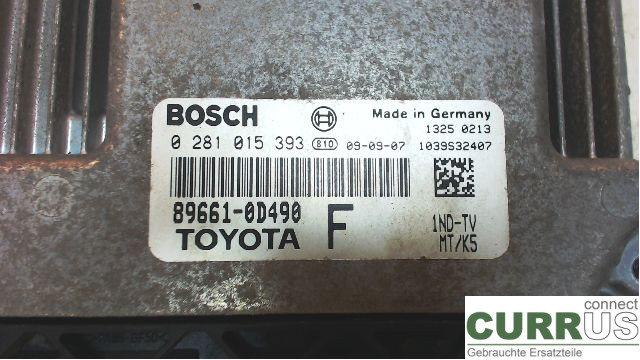 BOSCH Made in Germany
1325 0213
0 281 015 393 810 09-09-07 1039S32407
89661-0D490
TOYOTA F
1ND-TV
MT/K5
connect
CURRUS
Gebrauchte Ersatzteile